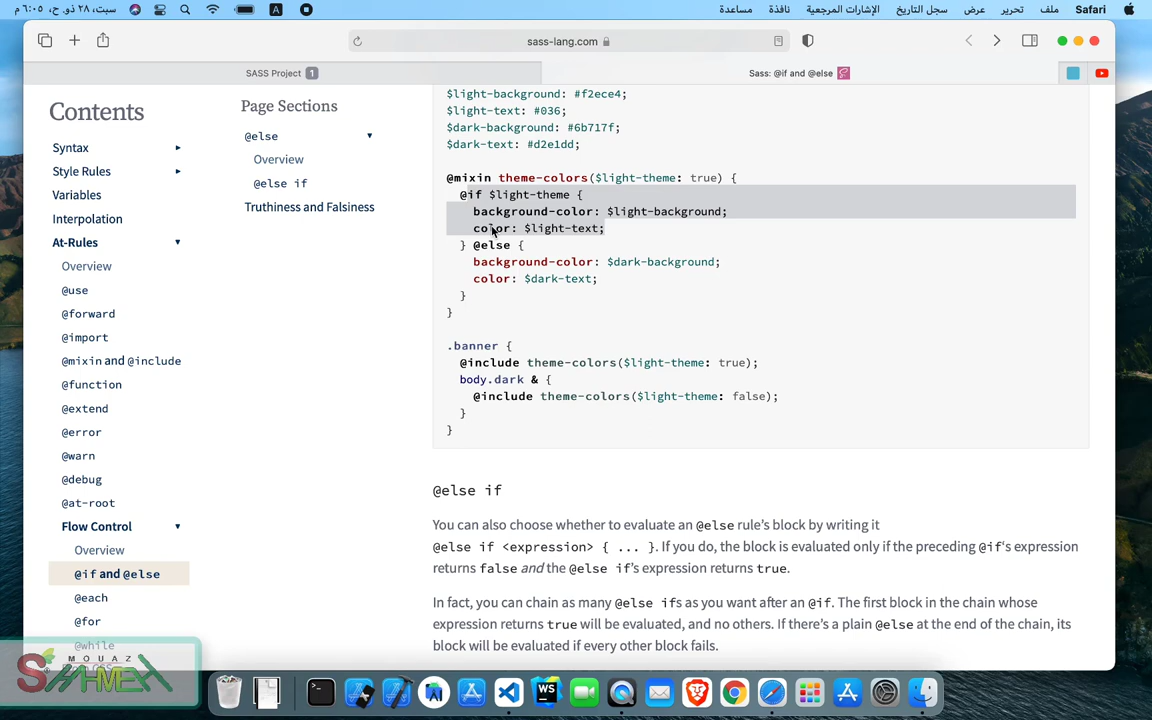 Safari ملف تحرير عرض سجل التاريخ الإشارات المرجعية نافذة مساعدة
سبت، ٢٨ ذو. ح، ٦:٠٥ م
A
sass-lang.com
SASS Project 1
Sass: @if and @else
Contents
Syntax
Style Rules
Variables
Interpolation
At-Rules
Overview
@use
@forward
@import
@mixin and @include
@function
@extend
@error
@warn
@debug
@at-root
Flow Control
Overview
@if and @else
@each
@for
@while
Page Sections
@else
Overview
@else if
Truthiness and Falsiness
$light-background: #f2ece4;
$light-text: #036;
$dark-background: #6b717f;
$dark-text: #d2e1dd;
@mixin theme-colors($light-theme: true) {
@if $light-theme {
background-color: $light-background;
color: $light-text;
} @else {
background-color: $dark-background;
color: $dark-text;
}
}
.banner {
@include theme-colors($light-theme: true);
body.dark & {
@include theme-colors($light-theme: false);
}
}
@else if
You can also choose whether to evaluate an @else rule’s block by writing it
@else if <expression> { ... }. If you do, the block is evaluated only if the preceding @if‘s expression
returns false and the @else if’s expression returns true.
In fact, you can chain as many @else ifs as you want after an @if. The first block in the chain whose
expression returns true will be evaluated, and no others. If there’s a plain @else at the end of the chain, its
block will be evaluated if every other block fails.
MOUAZ
WS